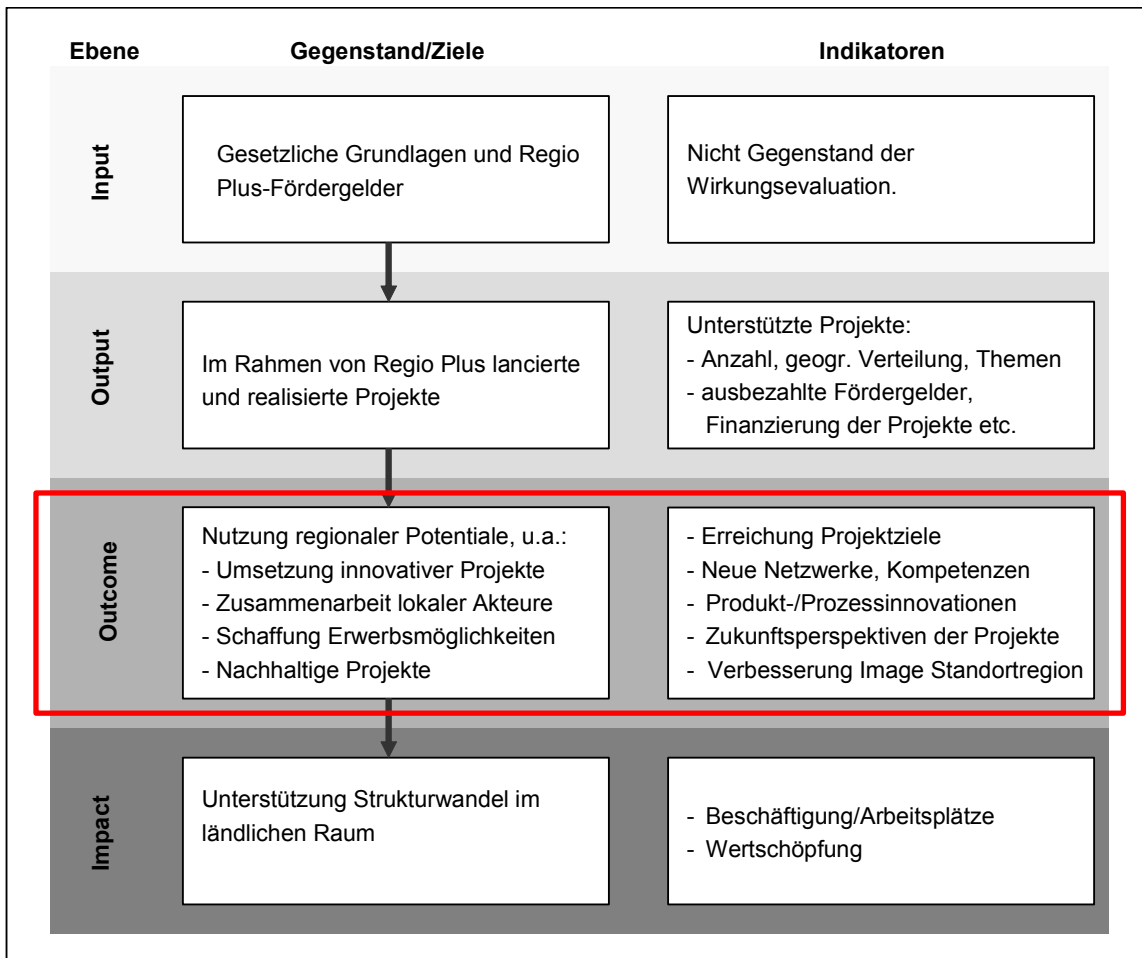 Ebene Gegenstand/Ziele Indikatoren
Input
Gesetzliche Grundlagen und Regio
Plus-Fördergelder
Nicht Gegenstand der
Wirkungsevaluation.
Output
Im Rahmen von Regio Plus lancierte
und realisierte Projekte
Unterstützte Projekte:
- Anzahl, geogr. Verteilung, Themen
- ausbezahlte Fördergelder,
Finanzierung der Projekte etc.
Outcome
Nutzung regionaler Potentiale, u.a.:
- Umsetzung innovativer Projekte
- Zusammenarbeit lokaler Akteure
- Schaffung Erwerbsmöglichkeiten
- Nachhaltige Projekte
- Erreichung Projektziele
- Neue Netzwerke, Kompetenzen
- Produkt-/Prozessinnovationen
- Zukunftsperspektiven der Projekte
- Verbesserung Image Standortregion
Impact
Unterstützung Strukturwandel im
ländlichen Raum
- Beschäftigung/Arbeitsplätze
- Wertschöpfung